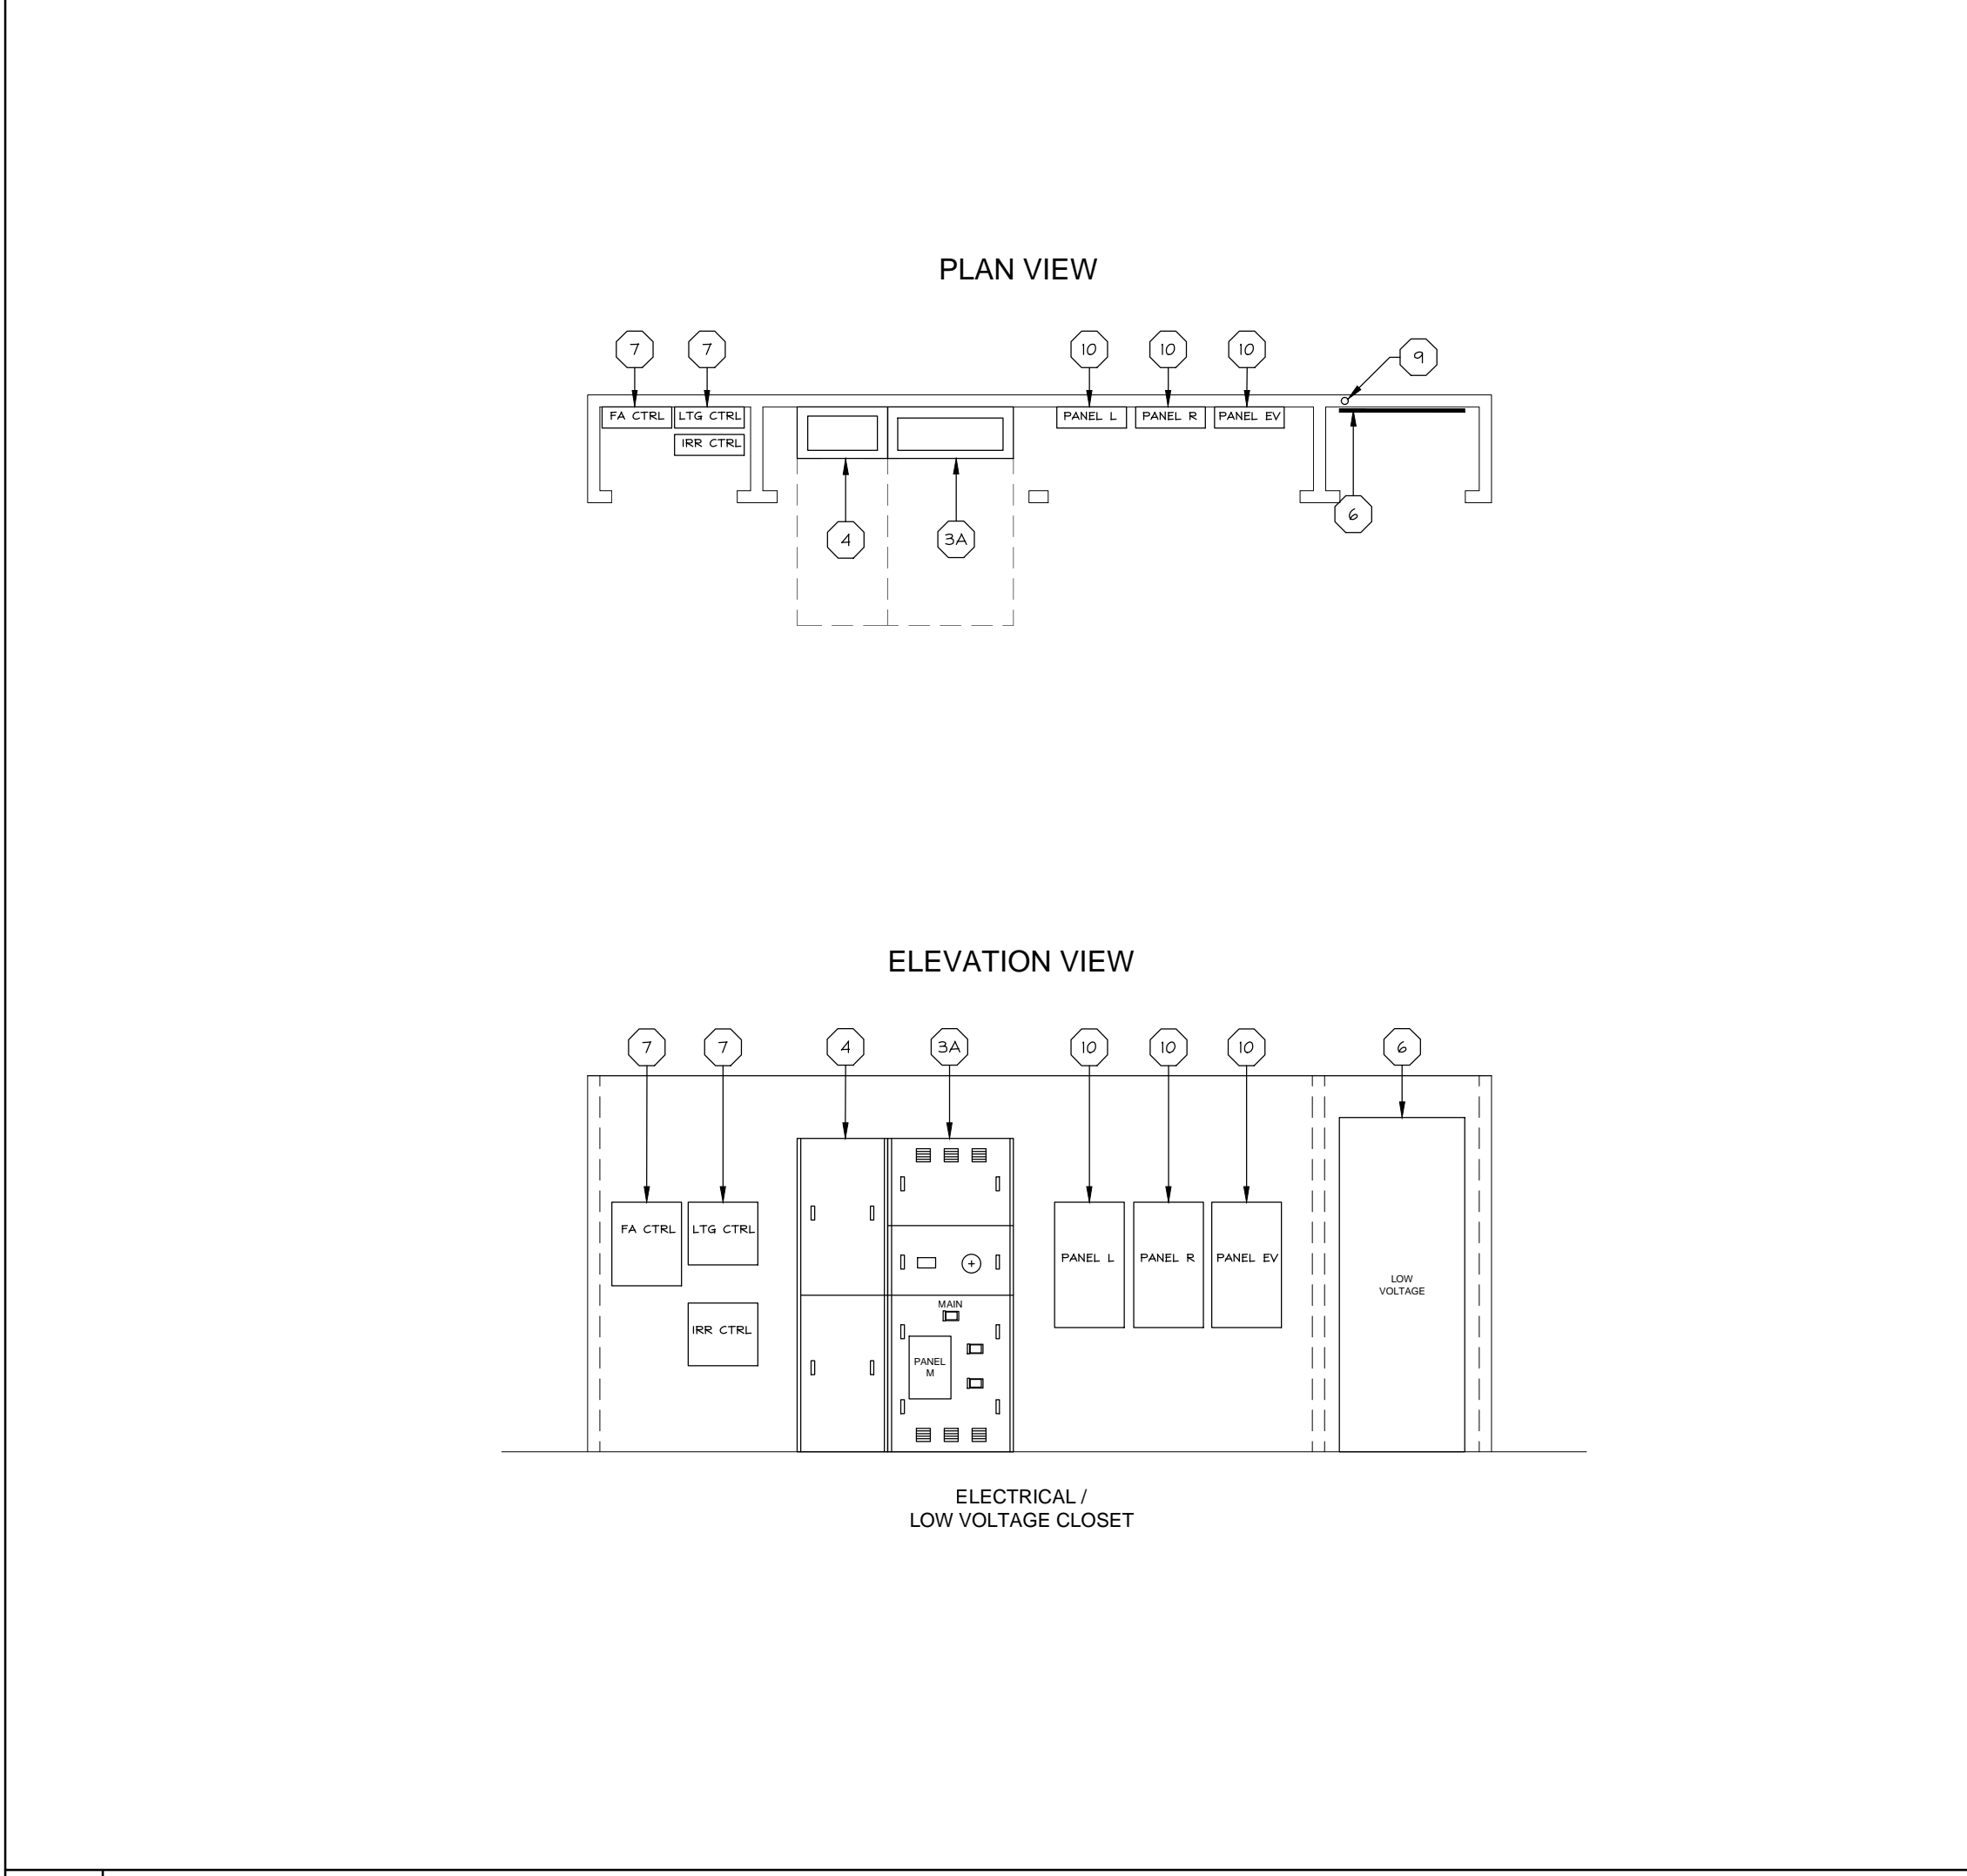 PLAN VIEW
7 7 10 10 10 9
FA CTRL LTG CTRL PANEL L PANEL R PANEL EV
IRR CTRL
6
4 3A
ELEVATION VIEW
7 7 4 3A 10 10 10 6
FA CTRL LTG CTRL
PANEL L PANEL R PANEL EV
LOW
VOLTAGE
MAIN
IRR CTRL
PANEL
M
ELECTRICAL /
LOW VOLTAGE CLOSET